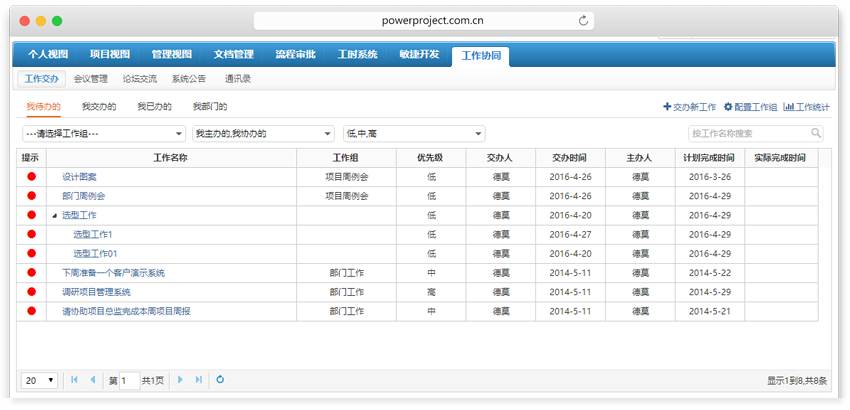 powerproject.com.cn
个人视图 项目视图 管理视图 文档管理 流程审批 工时系统 敏捷开发 工作协同
工作交办 会议管理 论坛交流 系统公告 通讯录
我待办的 我交办的 我已办的 我部门的 交办新工作 配置工作组 工作统计
---请选择工作组--- 我主办的,我协办的 低,中,高 按工作名称搜索
提示 工作名称 工作组 优先级 交办人 交办时间 主办人 计划完成时间 实际完成时间
设计图案 项目周例会 低 德莫 2016-4-26 德莫 2016-3-26
部门周例会 项目周例会 低 德莫 2016-4-26 德莫 2016-4-29
选型工作 低 德莫 2016-4-20 德莫 2016-4-29
选型工作1 低 德莫 2016-4-27 德莫 2016-4-29
选型工作01 低 德莫 2016-4-20 德莫 2016-4-29
下周准备一个客户演示系统 部门工作 中 德莫 2014-5-11 德莫 2014-5-22
调研项目管理系统 部门工作 高 德莫 2014-5-11 德莫 2014-5-29
请协助项目总监完成本周项目周报 部门工作 中 德莫 2014-5-11 德莫 2014-5-21
20 第 1 共1页 显示1到8,共8条